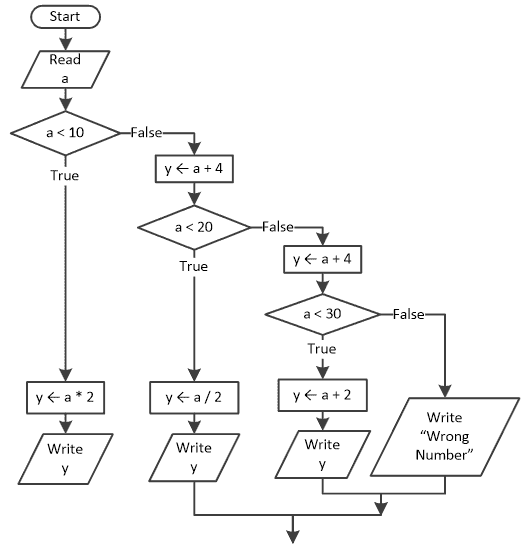 Start
Read
a
a < 10
False
True
y ← a + 4
a < 20
False
True
y ← a + 4
a < 30
False
True
y ← a * 2
y ← a / 2
y ← a + 2
Write
y
Write
y
Write
y
Write
“Wrong
Number”